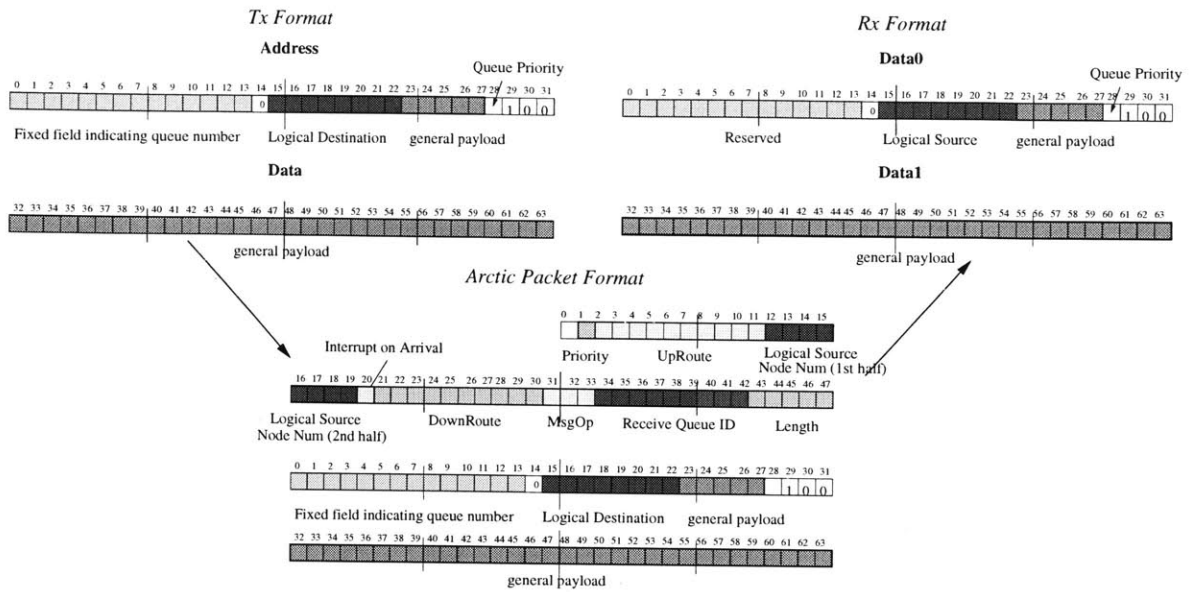 Tx Format
Address
Queue Priority
0 1 2 3 4 5 6 7 8 9 10 11 12 13 14 15 16 17 18 19 20 21 22 23 24 25 26 27 28 29 30 31
0 1 0 0
Fixed field indicating queue number Logical Destination general payload
Data
32 33 34 35 36 37 38 39 40 41 42 43 44 45 46 47 48 49 50 51 52 53 54 55 56 57 58 59 60 61 62 63
general payload
Rx Format
Data0
Queue Priority
0 1 2 3 4 5 6 7 8 9 10 11 12 13 14 15 16 17 18 19 20 21 22 23 24 25 26 27 28 29 30 31
0 1 0 0
Reserved Logical Source general payload
Data1
32 33 34 35 36 37 38 39 40 41 42 43 44 45 46 47 48 49 50 51 52 53 54 55 56 57 58 59 60 61 62 63
general payload
Arctic Packet Format
0 1 2 3 4 5 6 7 8 9 10 11 12 13 14 15
Priority UpRoute Logical Source
Node Num (1st half)
Interrupt on Arrival
16 17 18 19 20 21 22 23 24 25 26 27 28 29 30 31 32 33 34 35 36 37 38 39 40 41 42 43 44 45 46 47
Logical Source DownRoute MsgOp Receive Queue ID Length
Node Num (2nd half)
0 1 2 3 4 5 6 7 8 9 10 11 12 13 14 15 16 17 18 19 20 21 22 23 24 25 26 27 28 29 30 31
0 1 0 0
Fixed field indicating queue number Logical Destination general payload
32 33 34 35 36 37 38 39 40 41 42 43 44 45 46 47 48 49 50 51 52 53 54 55 56 57 58 59 60 61 62 63
general payload